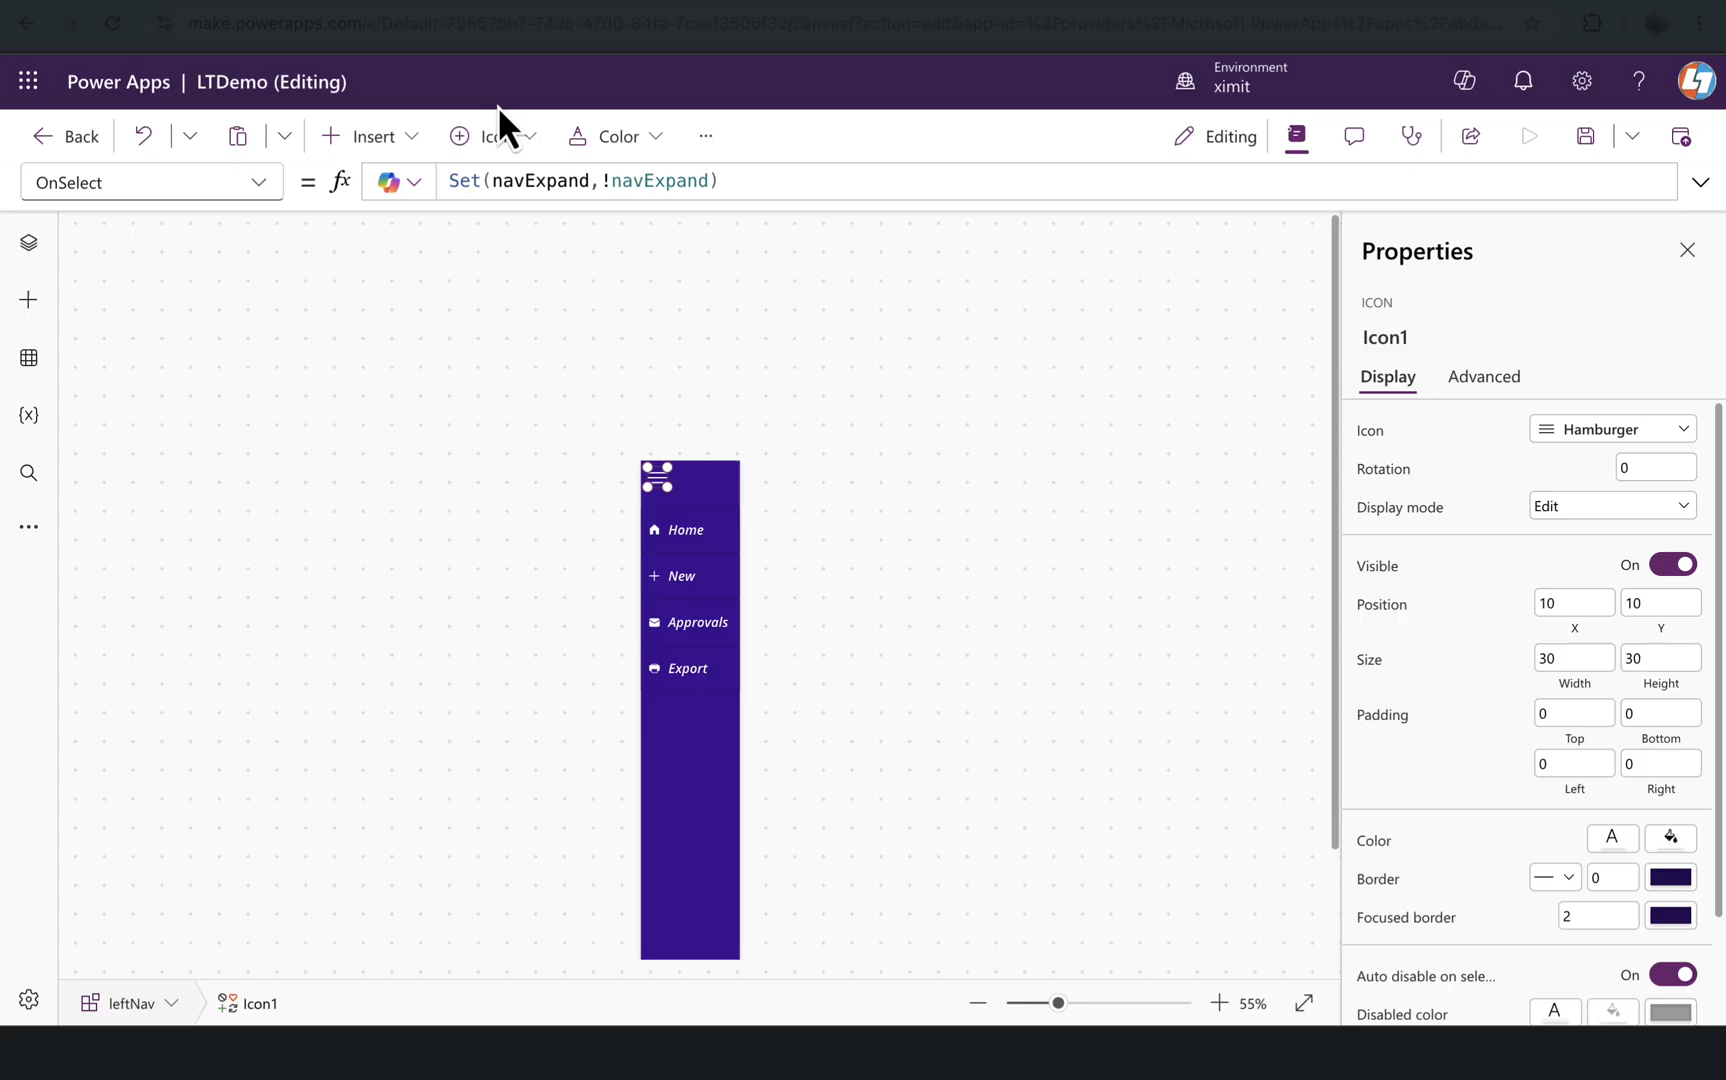 Power Apps | LTDemo (Editing)
Environment
ximit
Back
Insert
Color
Editing
OnSelect
= fx
Set(navExpand,!navExpand)
Properties
ICON
Icon1
Display
Advanced
Icon
Hamburger
Rotation
0
Display mode
Edit
Visible
On
Position
10
10
X
Y
Size
30
30
Width
Height
Padding
0
0
Top
Bottom
0
0
Left
Right
Color
A
Border
0
Focused border
2
Auto disable on sele...
On
Disabled color
A
Home
New
Approvals
Export
leftNav
Icon1
55%